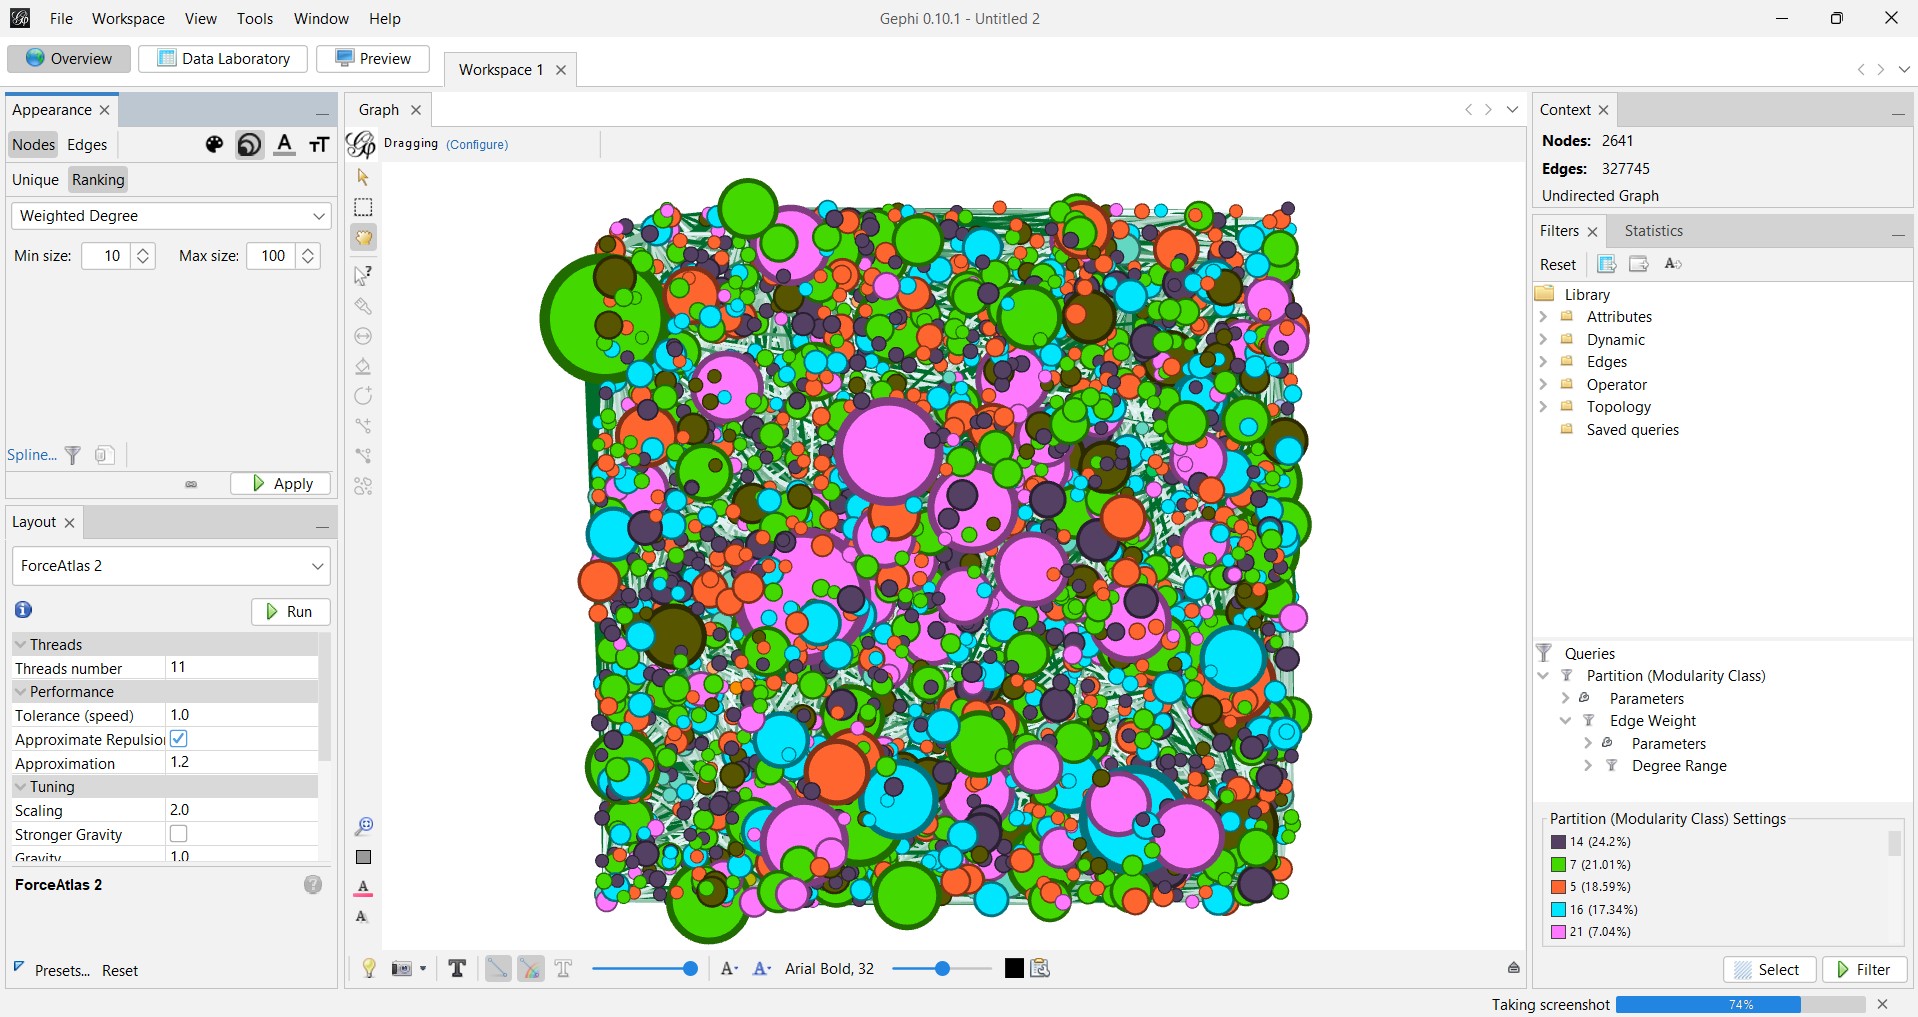 File Workspace View Tools Window Help
Gephi 0.10.1 - Untitled 2
Overview Data Laboratory Preview Workspace 1
Appearance
Nodes Edges
Unique Ranking
Weighted Degree
Min size: 10 Max size: 100
Spline...
Apply
Layout
ForceAtlas 2
Run
Threads
Threads number 11
Performance
Tolerance (speed) 1.0
Approximate Repulsio
Approximation 1.2
Tuning
Scaling 2.0
Stronger Gravity
Gravity 1.0
ForceAtlas 2
Presets... Reset
Graph
Dragging (Configure)
Arial Bold, 32
Context
Nodes: 2641
Edges: 327745
Undirected Graph
Filters Statistics
Reset
Library
Attributes
Dynamic
Edges
Operator
Topology
Saved queries
Queries
Partition (Modularity Class)
Parameters
Edge Weight
Parameters
Degree Range
Partition (Modularity Class) Settings
14 (24.2%)
7 (21.01%)
5 (18.59%)
16 (17.34%)
21 (7.04%)
Select Filter
Taking screenshot 74%